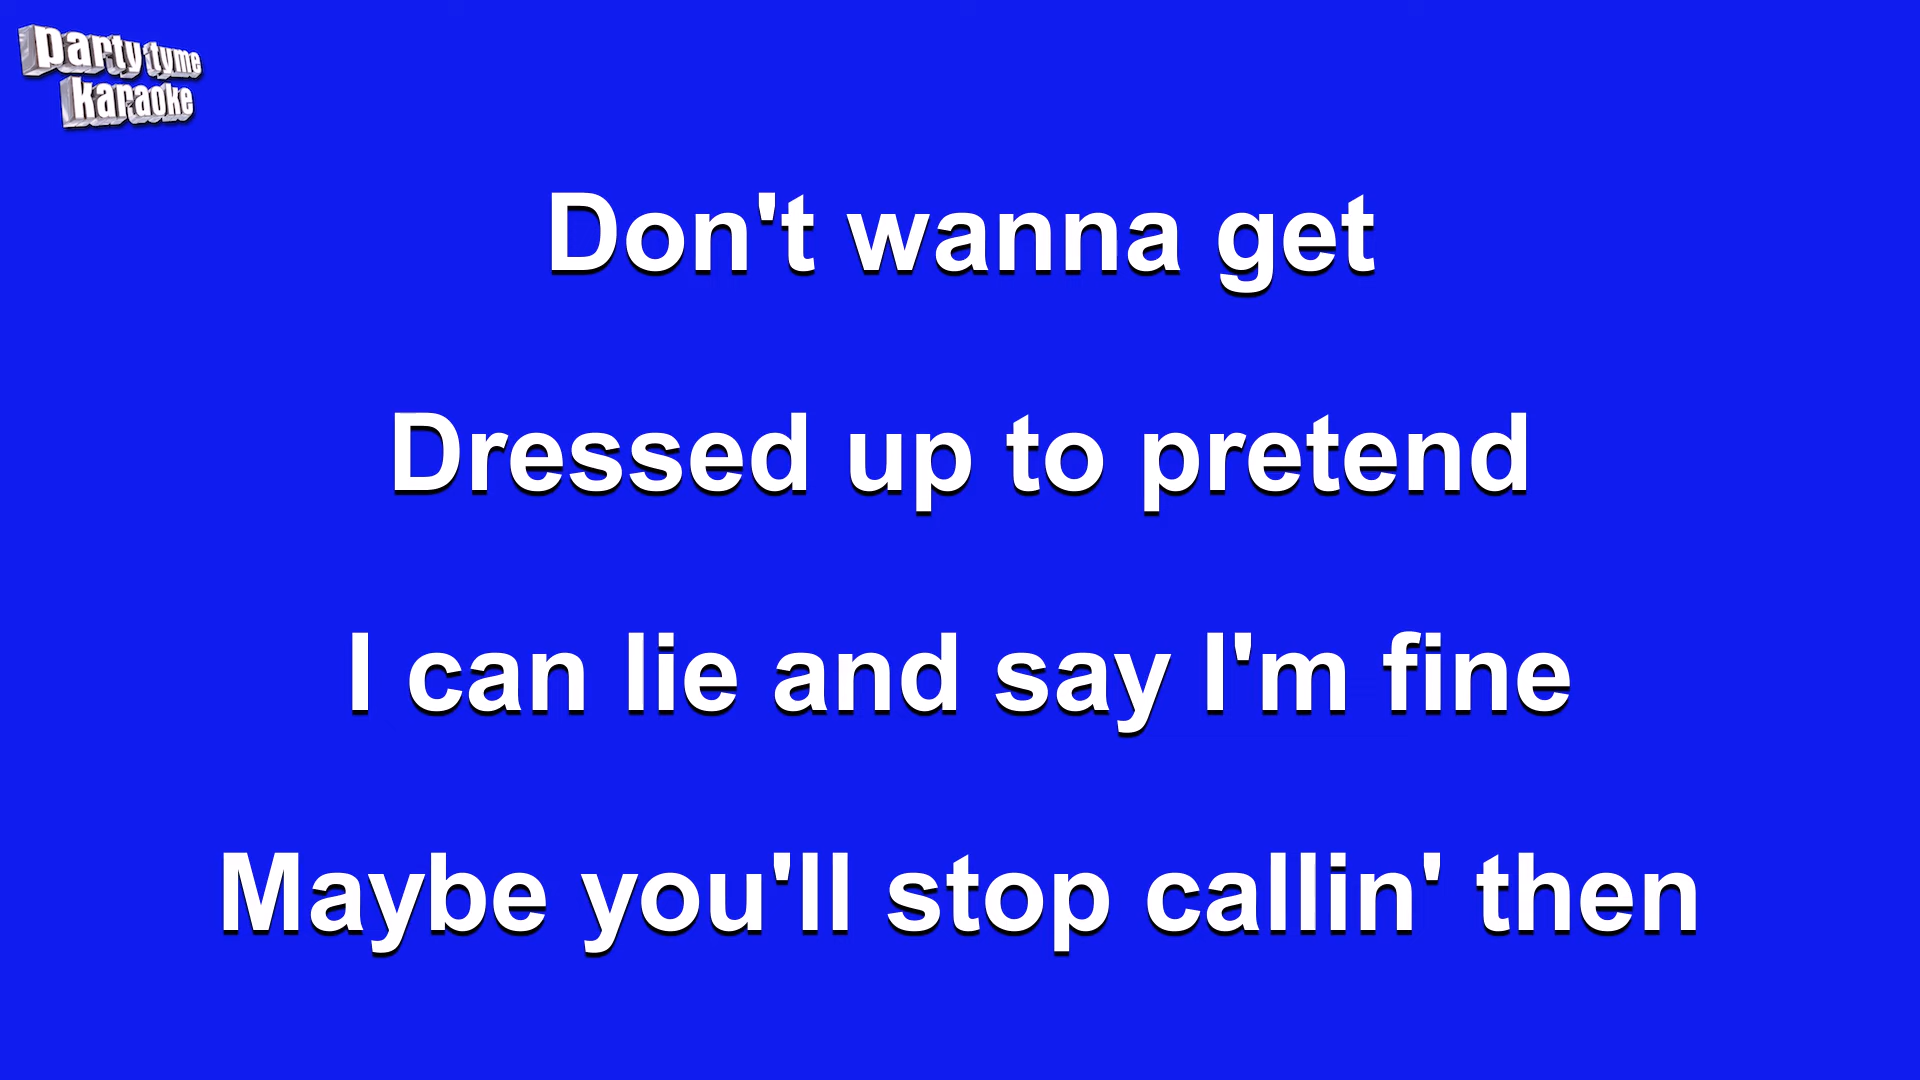 party tyme
karaoke
Don't wanna get
Dressed up to pretend
I can lie and say I'm fine
Maybe you'll stop callin' then